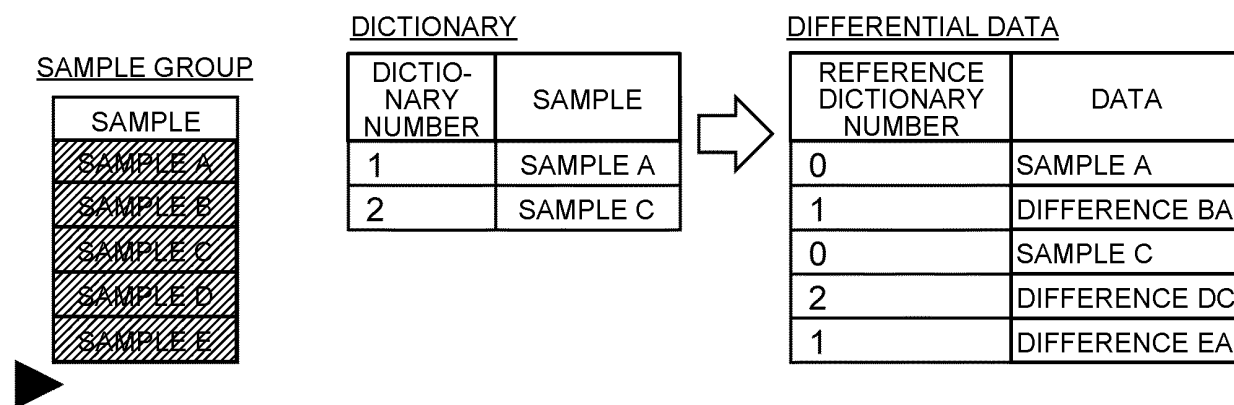 SAMPLE GROUP
SAMPLE
SAMPLE A
SAMPLE B
SAMPLE C
SAMPLE D
SAMPLE E
DICTIONARY
DICTIO-
NARY
NUMBER
SAMPLE
1 SAMPLE A
2 SAMPLE C
DIFFERENTIAL DATA
REFERENCE
DICTIONARY
NUMBER
DATA
0 SAMPLE A
1 DIFFERENCE BA
0 SAMPLE C
2 DIFFERENCE DC
1 DIFFERENCE EA